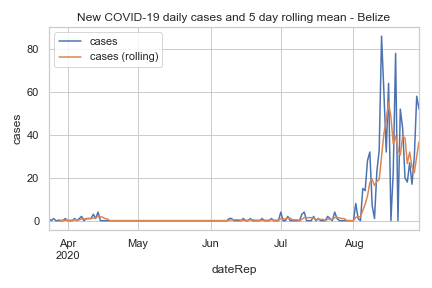 New COVID-19 daily cases and 5 day rolling mean - Belize
cases
cases (rolling)
80
60
40
20
0
cases
Apr
2020
May
Jun
Jul
Aug
dateRep